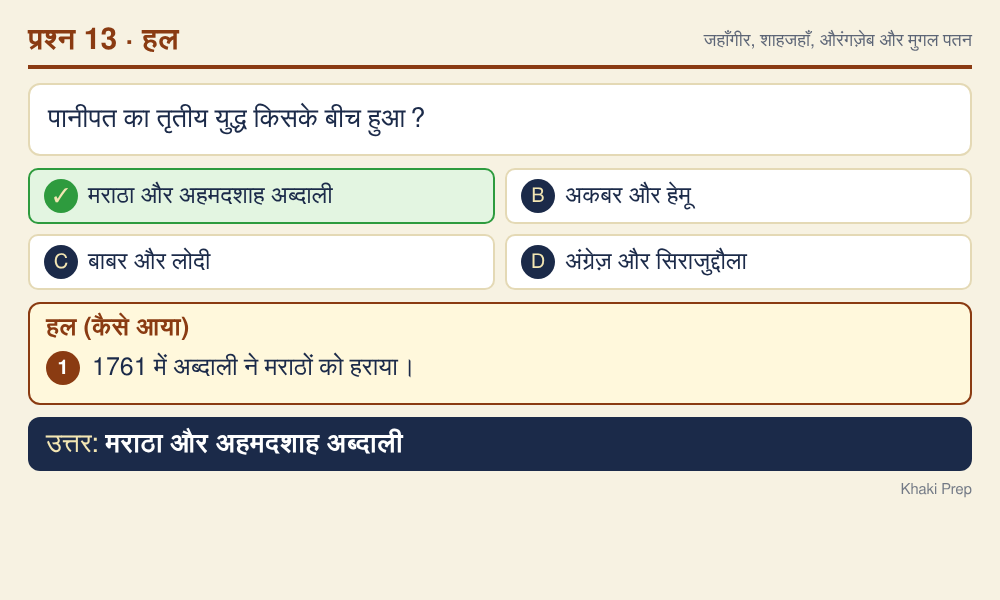 प्रश्न 13 · हल
जहाँगीर, शाहजहाँ, औरंगज़ेब और मुगल पतन
पानीपत का तृतीय युद्ध किसके बीच हुआ ?
✓ मराठा और अहमदशाह अब्दाली
B अकबर और हेमू
C बाबर और लोदी
D अंग्रेज़ और सिराजुद्दौला
हल (कैसे आया)
1 1761 में अब्दाली ने मराठों को हराया।
उत्तर: मराठा और अहमदशाह अब्दाली
Khaki Prep